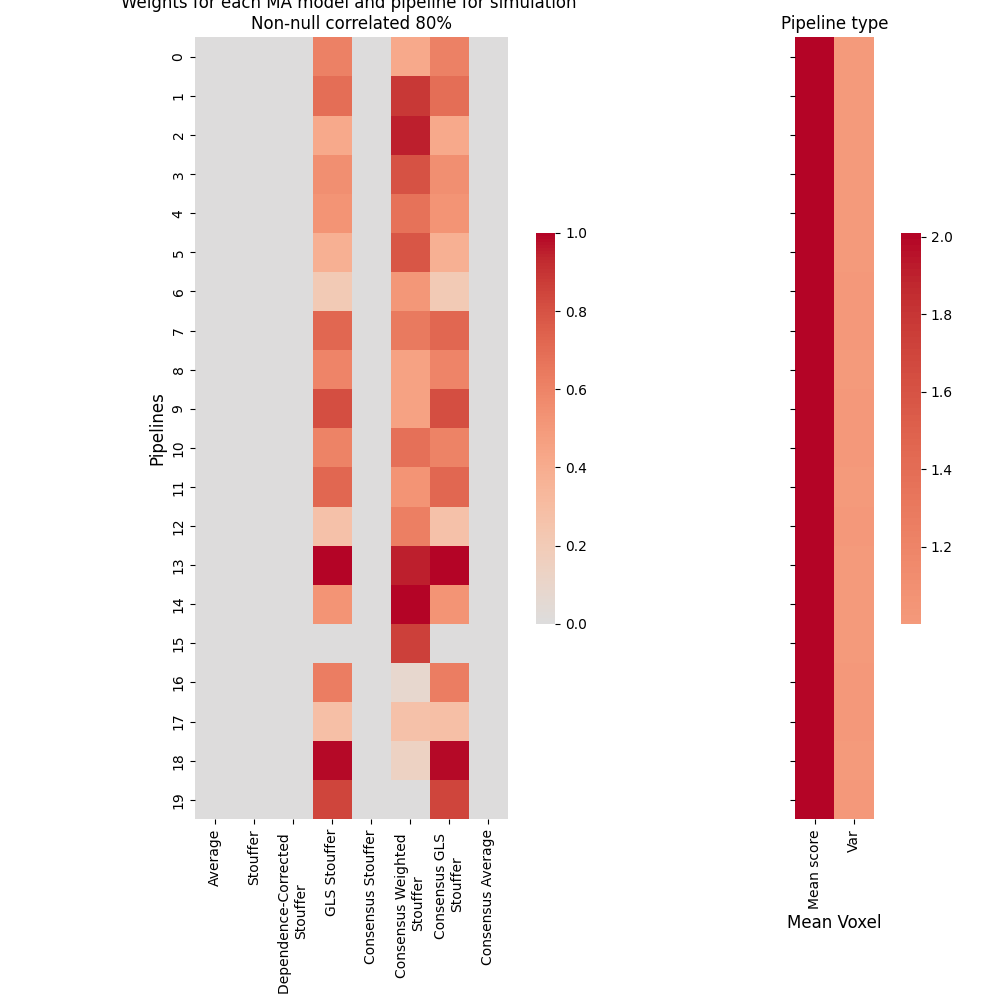 Weights for each MA model and pipeline for simulation
Non-null correlated 80%
Pipeline type
Pipelines
0
1
2
3
4
5
6
7
8
9
10
11
12
13
14
15
16
17
18
19
1.0
0.8
0.6
0.4
0.2
0.0
2.0
1.8
1.6
1.4
1.2
Average
Stouffer
Dependence-Corrected
Stouffer
GLS Stouffer
Consensus Stouffer
Consensus Weighted
Stouffer
Consensus GLS
Stouffer
Consensus Average
Mean score
Var
Mean Voxel